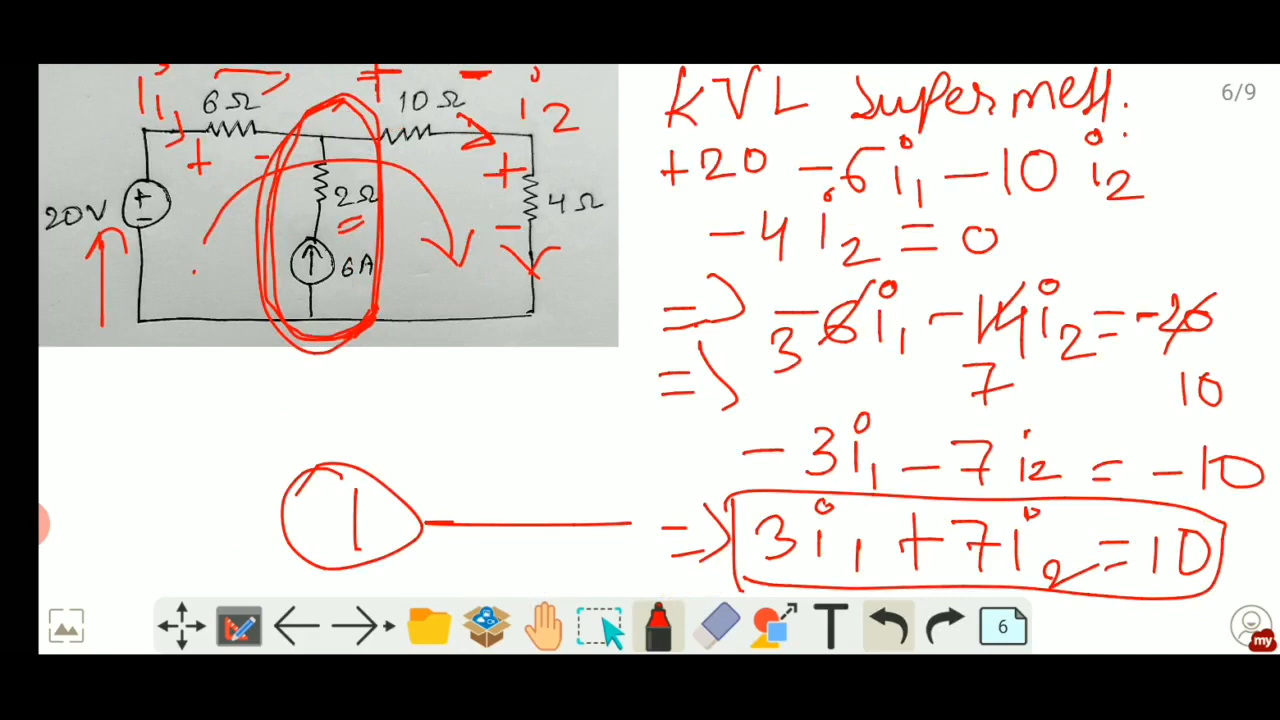 i1 + - i2
6Ω 10Ω
+ - +
20V + - 2Ω 4Ω
6A -
KVL Supermesh.
6/9
+20 - 6i1 - 10i2
- 4i2 = 0
=> - 6i1 - 14i2 = - 20
3 7 10
=>
- 3i1 - 7i2 = - 10
=> 3i1 + 7i2 = 10
1
T
6
my